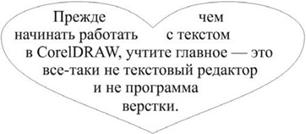 Прежде чем
начинать работать с текстом
в CorelDRAW, учтите главное — это
все-таки не текстовый редактор
и не программа
верстки.